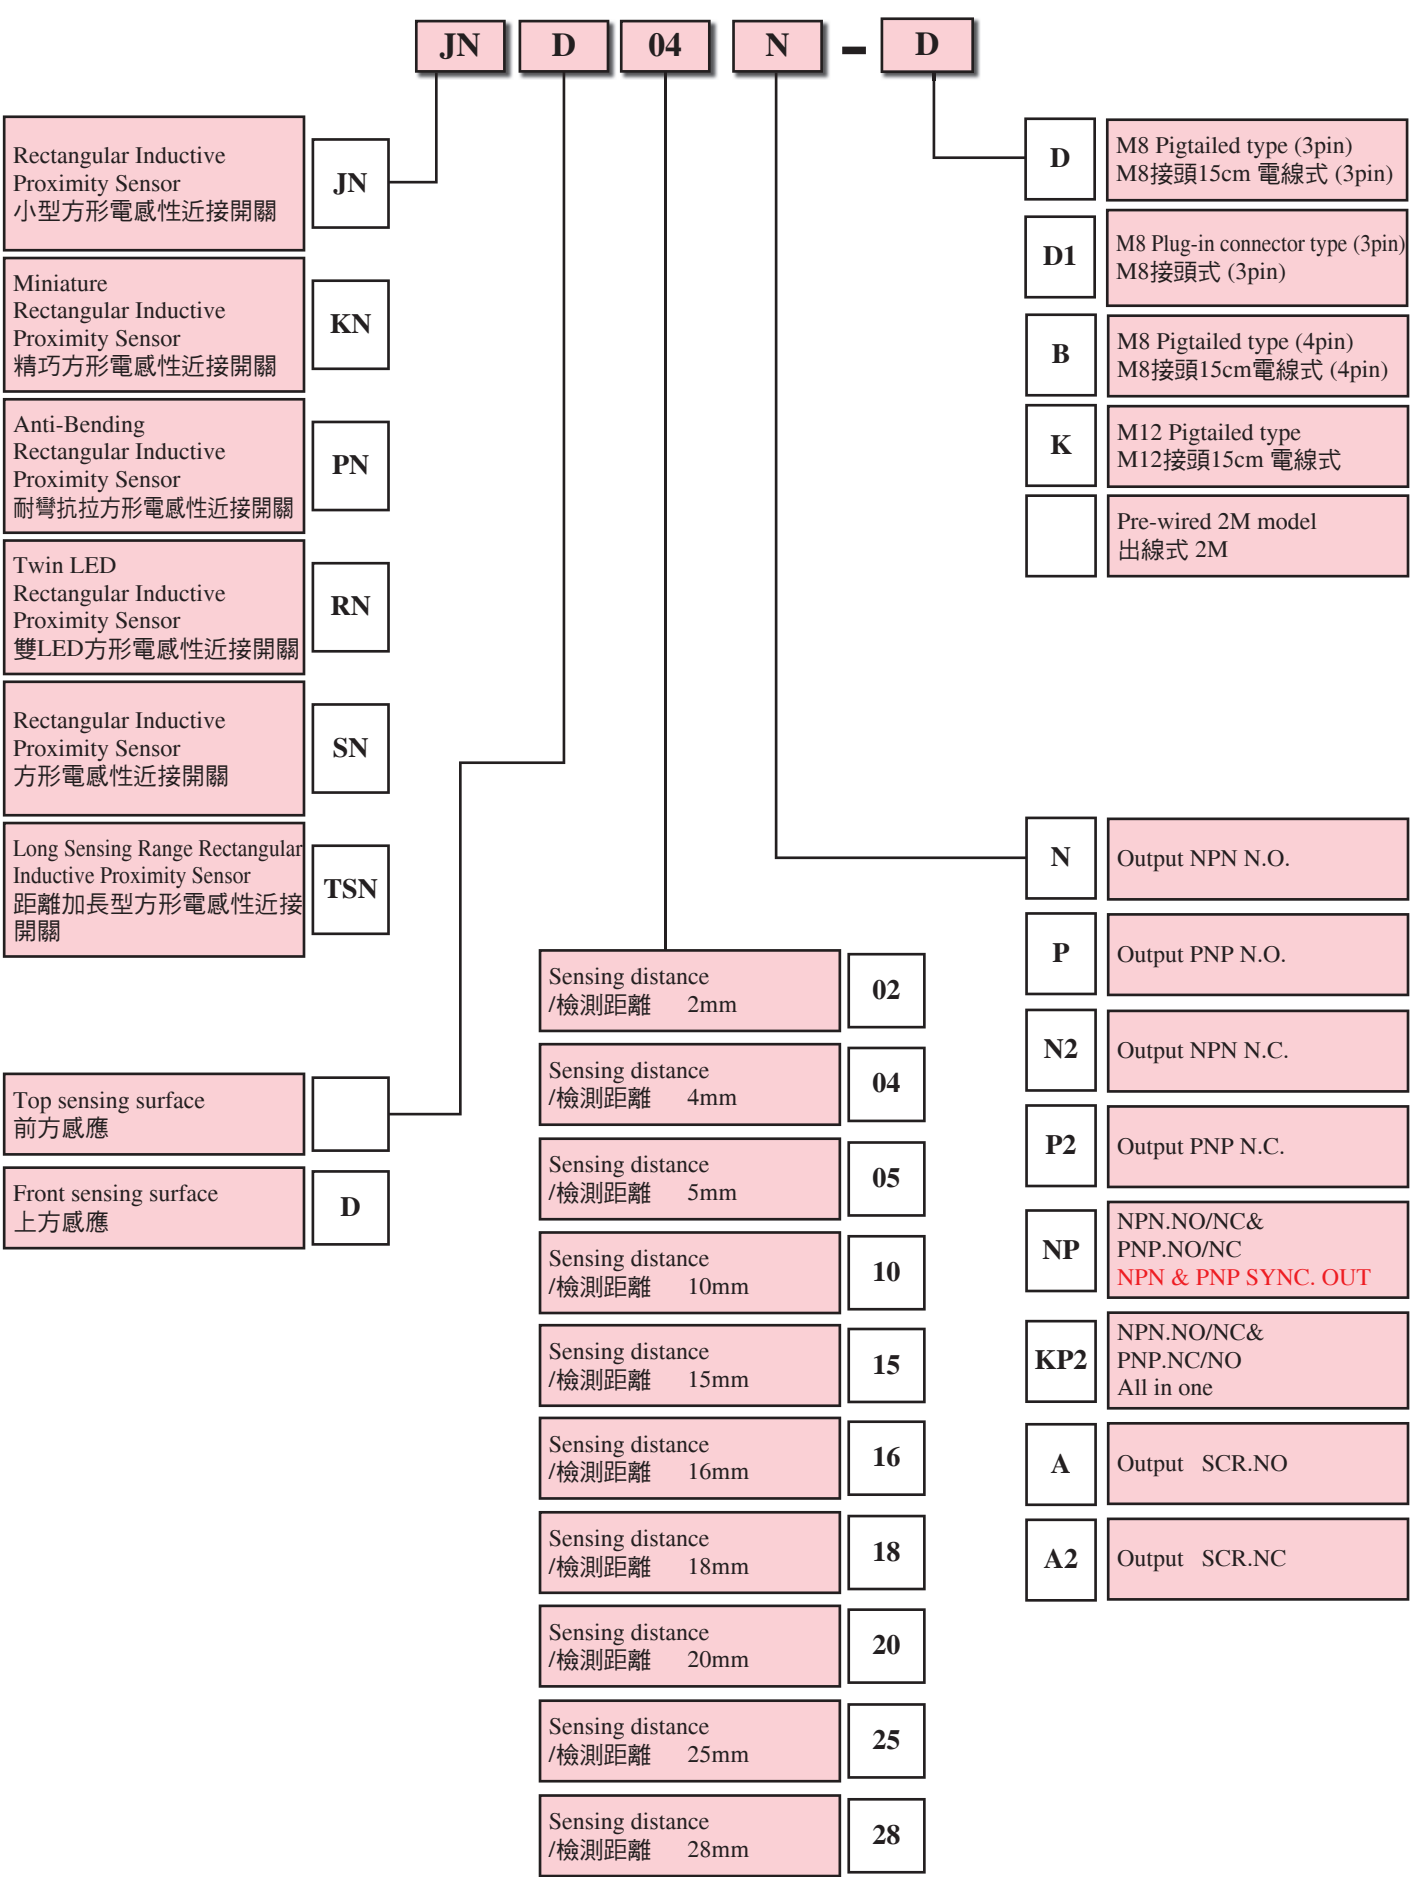 JN D 04 N - D
Rectangular Inductive
Proximity Sensor
小型方形電感性近接開關
JN
Miniature
Rectangular Inductive
Proximity Sensor
精巧方形電感性近接開關
KN
Anti-Bending
Rectangular Inductive
Proximity Sensor
耐彎抗拉方形電感性近接開關
PN
Twin LED
Rectangular Inductive
Proximity Sensor
雙LED方形電感性近接開關
RN
Rectangular Inductive
Proximity Sensor
方形電感性近接開關
SN
Long Sensing Range Rectangular
Inductive Proximity Sensor
距離加長型方形電感性近接
開關
TSN
Top sensing surface
前方感應
Front sensing surface
上方感應
D
Sensing distance
/檢測距離 2mm
02
Sensing distance
/檢測距離 4mm
04
Sensing distance
/檢測距離 5mm
05
Sensing distance
/檢測距離 10mm
10
Sensing distance
/檢測距離 15mm
15
Sensing distance
/檢測距離 16mm
16
Sensing distance
/檢測距離 18mm
18
Sensing distance
/檢測距離 20mm
20
Sensing distance
/檢測距離 25mm
25
Sensing distance
/檢測距離 28mm
28
D
M8 Pigtailed type (3pin)
M8接頭15cm 電線式 (3pin)
D1
M8 Plug-in connector type (3pin)
M8接頭式 (3pin)
B
M8 Pigtailed type (4pin)
M8接頭15cm電線式 (4pin)
K
M12 Pigtailed type
M12接頭15cm 電線式
Pre-wired 2M model
出線式 2M
N
Output NPN N.O.
P
Output PNP N.O.
N2
Output NPN N.C.
P2
Output PNP N.C.
NP
NPN.NO/NC&
PNP.NO/NC
NPN & PNP SYNC. OUT
KP2
NPN.NO/NC&
PNP.NC/NO
All in one
A
Output SCR.NO
A2
Output SCR.NC